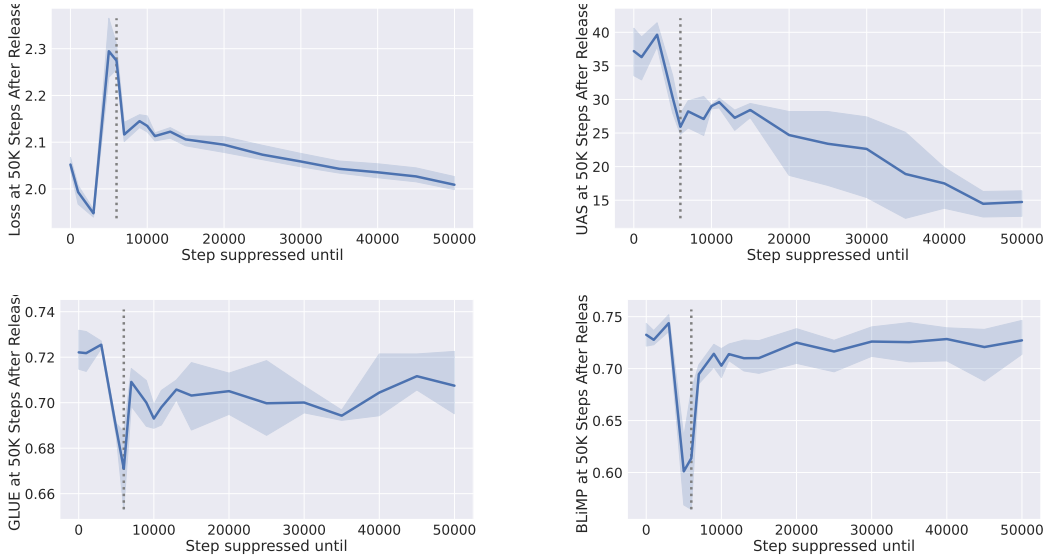 Loss at 50K Steps After Release
2.3
2.2
2.1
2.0
0 10000 20000 30000 40000 50000
Step suppressed until
UAS at 50K Steps After Release
40
35
30
25
20
15
0 10000 20000 30000 40000 50000
Step suppressed until
GLUE at 50K Steps After Releas
0.74
0.72
0.70
0.68
0.66
0 10000 20000 30000 40000 50000
Step suppressed until
BLiMP at 50K Steps After Releas
0.75
0.70
0.65
0.60
0 10000 20000 30000 40000 50000
Step suppressed until